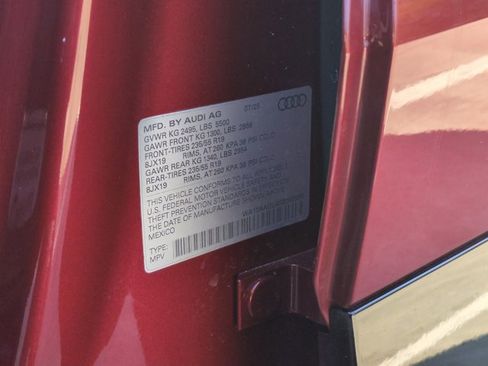 MFD. BY AUDI AG 07/25
GVWR KG 2495, LBS 5500
GAWR FRONT KG 1300, LBS 2866
FRONT-TIRES 235/55 R19
8JX19 RIMS, AT 260 KPA 38 PSI COLD
GAWR REAR KG 1340, LBS 2954
REAR-TIRES 235/55 R19
8JX19 RIMS, AT 260 KPA 38 PSI COLD
THIS VEHICLE CONFORMS TO ALL APPLICABLE
U.S. FEDERAL MOTOR VEHICLE SAFETY AND
THEFT PREVENTION STANDARDS IN EFFECT ON
THE DATE OF MANUFACTURE SHOWN ABOVE
MEXICO
TYPE:
MPV